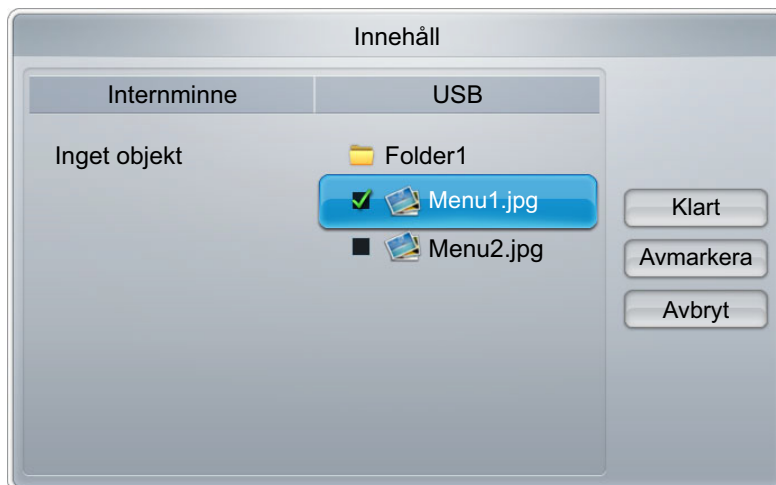 Innehåll
Internminne USB
Inget objekt Folder1
Menu1.jpg
Klart
Menu2.jpg
Avmarkera
Avbryt